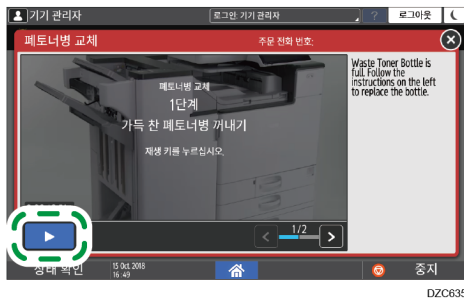 기기 관리자
로그인: 기기 관리자
?
로그아웃
폐토너병 교체
주문 전화 번호:
폐토너병 교체
1단계
가득 찬 폐토너병 꺼내기
재생 키를 누르십시오.
Waste Toner Bottle is
full. Follow the
instructions on the left
to replace the bottle.
1/2
상태 확인
15 Oct. 2018
16:49
중지
DZC635